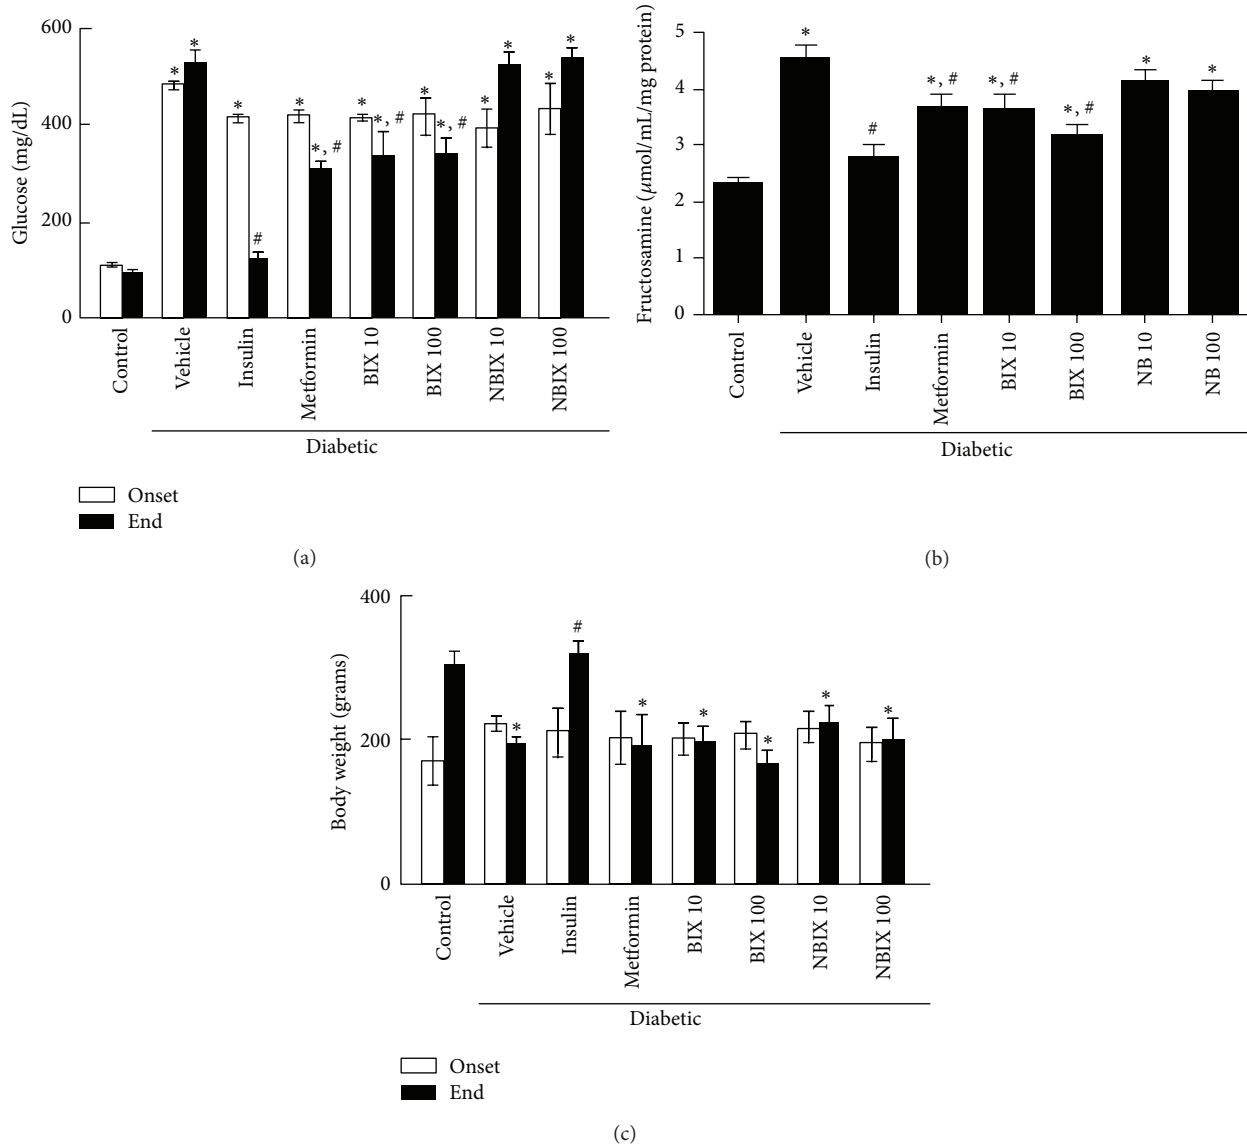 600
400
200
0
Glucose (mg/dL)
* * * # * *, # * *, # * *, # * * * *
Control
Vehicle
Insulin
Metformin
BIX 10
BIX 100
NBIX 10
NBIX 100
Diabetic
Onset
End
(a)
5
4
3
2
1
0
Fructosamine (μmol/mL/mg protein)
* # *, # *, # *, # * *
Control
Vehicle
Insulin
Metformin
BIX 10
BIX 100
NB 10
NB 100
Diabetic
(b)
400
200
0
Body weight (grams)
* # * * * * *
Control
Vehicle
Insulin
Metformin
BIX 10
BIX 100
NBIX 10
NBIX 100
Diabetic
Onset
End
(c)